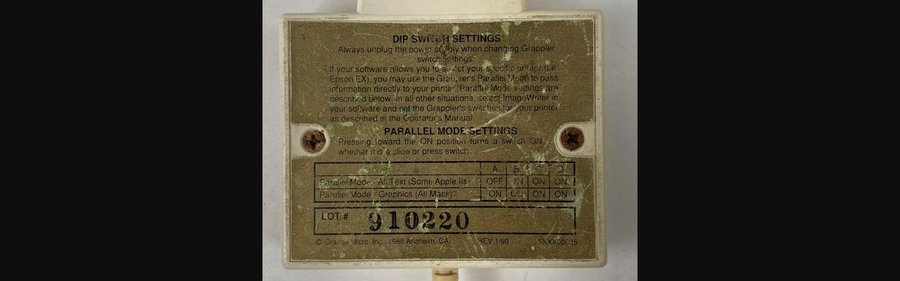 DIP SWITCH SETTINGS
Always unplug the power supply when changing Grappler
switch settings.
If your software allows you to select your specific printer (i.e.
Epson EX), you may use the Grappler's Parallel Mode to pass
information directly to your printer. Parallel Mode settings are
described below. In all other situations, select ImageWriter in
your software and set the Grappler's switches for your printer
as described in the Operator's Manual.
PARALLEL MODE SETTINGS
Pressing toward the ON position turns a switch ON,
whether it is a slide or press switch.
A B C D
Parallel Mode - All Text (Some Apple IIs) OFF ON ON ON
Parallel Mode - Graphics (All Macs) ON ON ON ON
LOT # 910220
© Orange Micro, Inc. 1988 Anaheim, CA REV 1/90